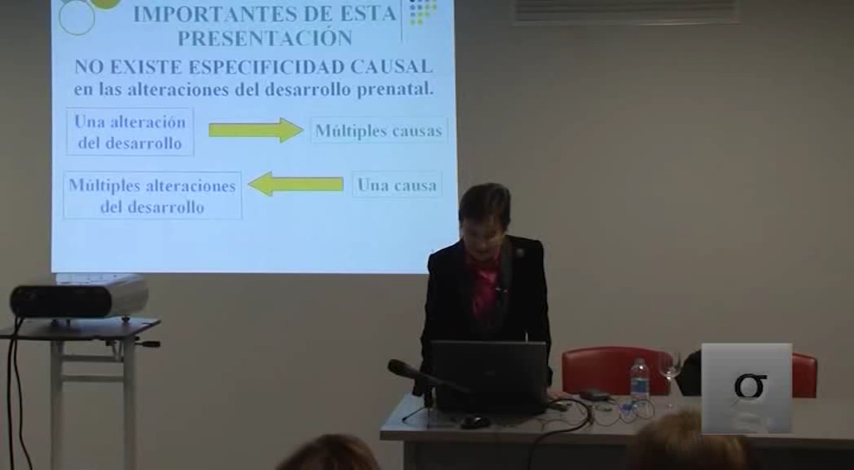 IMPORTANTES DE ESTA
PRESENTACIÓN
NO EXISTE ESPECIFICIDAD CAUSAL
en las alteraciones del desarrollo prenatal.
Una alteración
del desarrollo
Múltiples causas
Múltiples alteraciones
del desarrollo
Una causa
σ